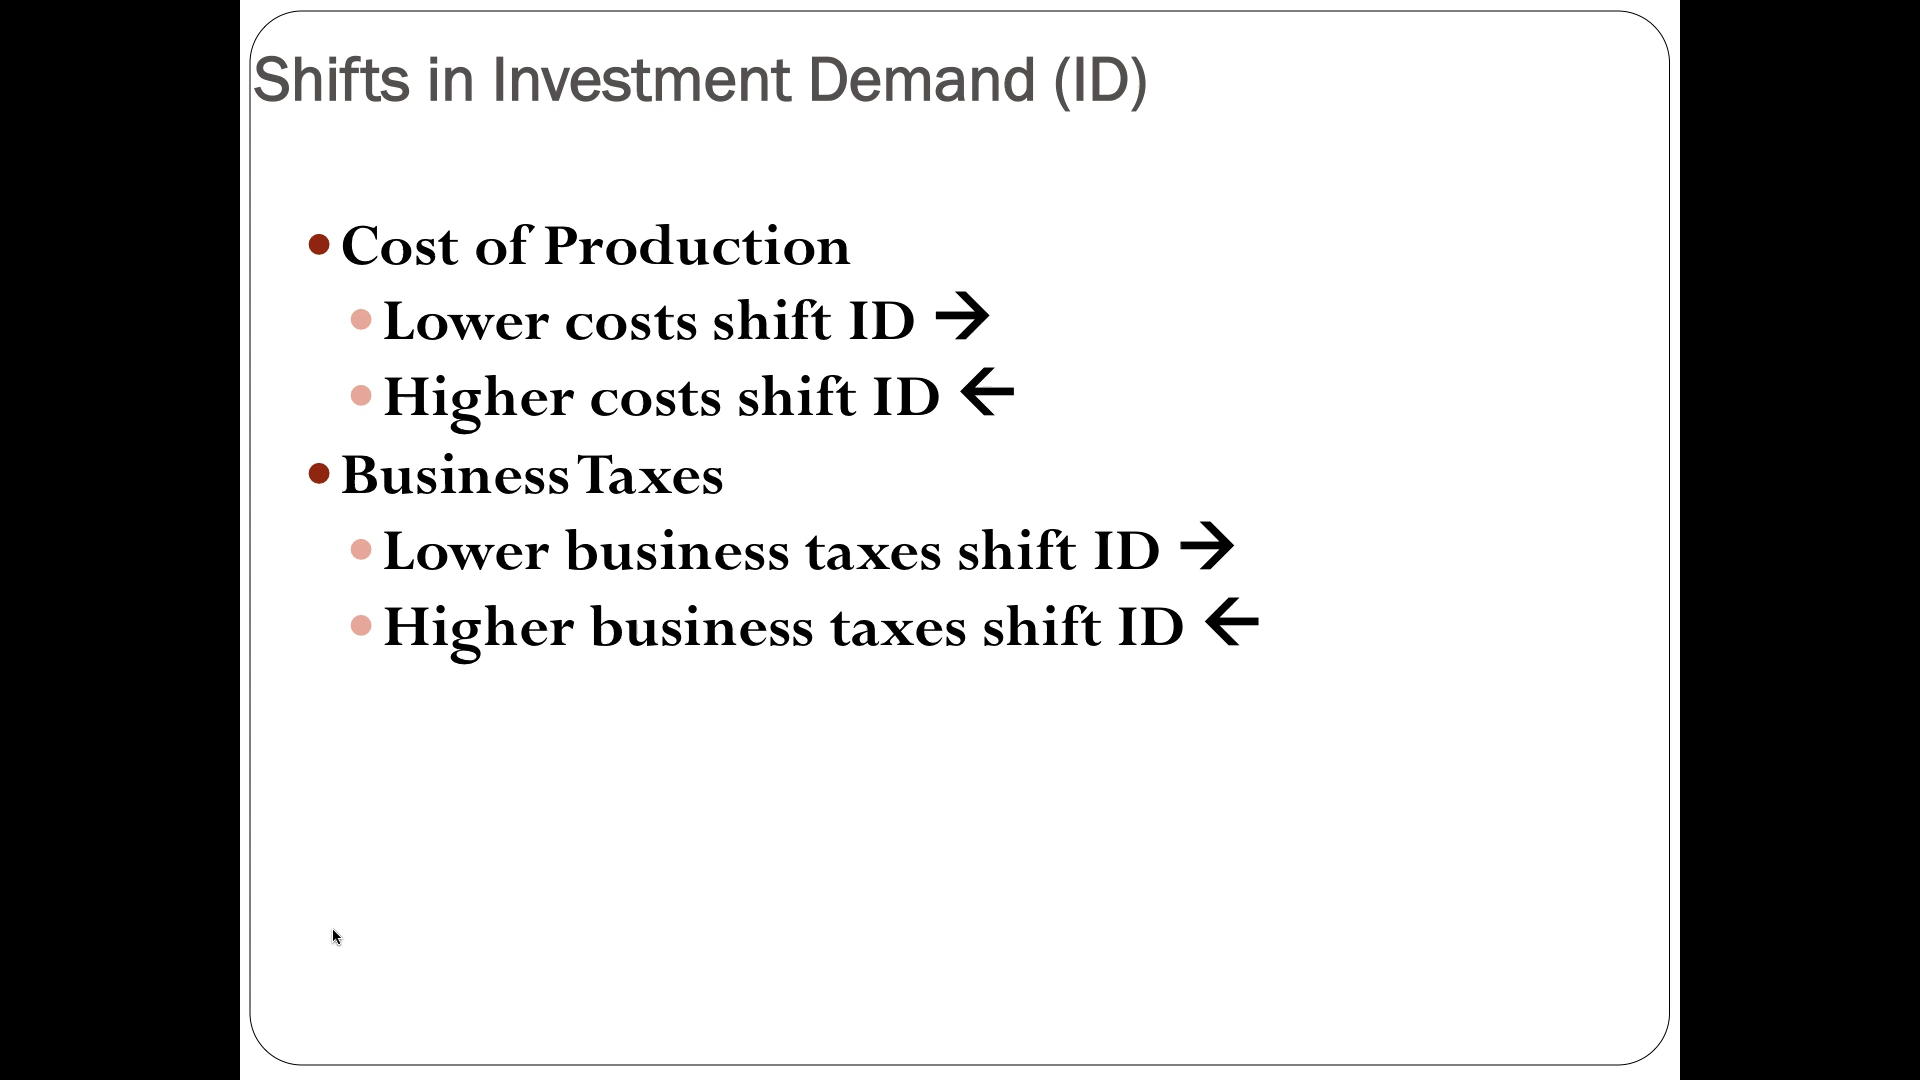 Shifts in Investment Demand (ID)
• Cost of Production
• Lower costs shift ID →
• Higher costs shift ID ←
• Business Taxes
• Lower business taxes shift ID →
• Higher business taxes shift ID ←